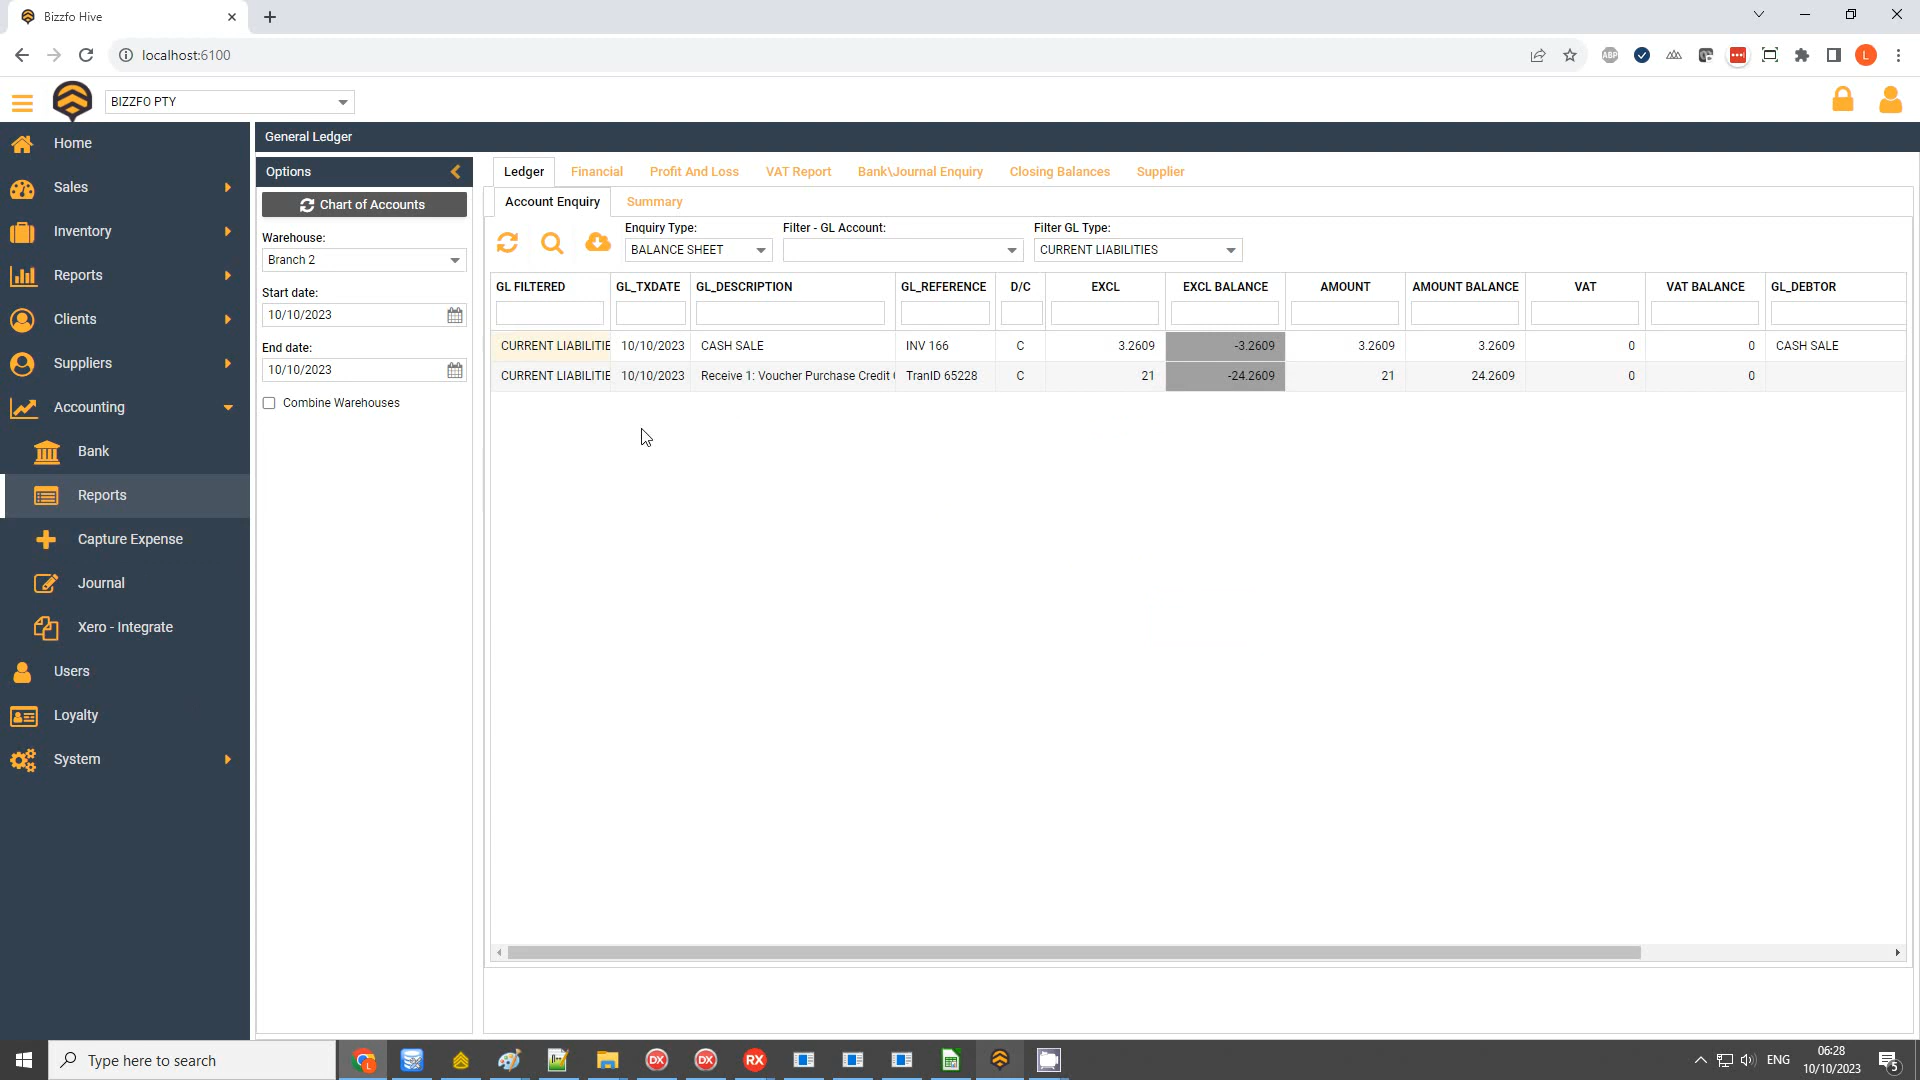 Bizzfo Hive
localhost:6100
BIZZFO PTY
Home
Sales
Inventory
Reports
Clients
Suppliers
Accounting
Bank
Reports
Capture Expense
Journal
Xero - Integrate
Users
Loyalty
System
General Ledger
Options
Chart of Accounts
Warehouse:
Branch 2
Start date:
10/10/2023
End date:
10/10/2023
Combine Warehouses
Ledger Financial Profit And Loss VAT Report Bank\Journal Enquiry Closing Balances Supplier
Account Enquiry Summary
Enquiry Type: Filter - GL Account: Filter GL Type:
BALANCE SHEET CURRENT LIABILITIES
GL FILTERED GL_TXDATE GL_DESCRIPTION GL_REFERENCE D/C EXCL EXCL BALANCE AMOUNT AMOUNT BALANCE VAT VAT BALANCE GL_DEBTOR
CURRENT LIABILITIE 10/10/2023 CASH SALE INV 166 C 3.2609 -3.2609 3.2609 3.2609 0 0 CASH SALE
CURRENT LIABILITIE 10/10/2023 Receive 1: Voucher Purchase Credit TranID 65228 C 21 -24.2609 21 24.2609 0 0
Type here to search
ENG
06:28
10/10/2023
5
L
ABP
DX
DX
RX